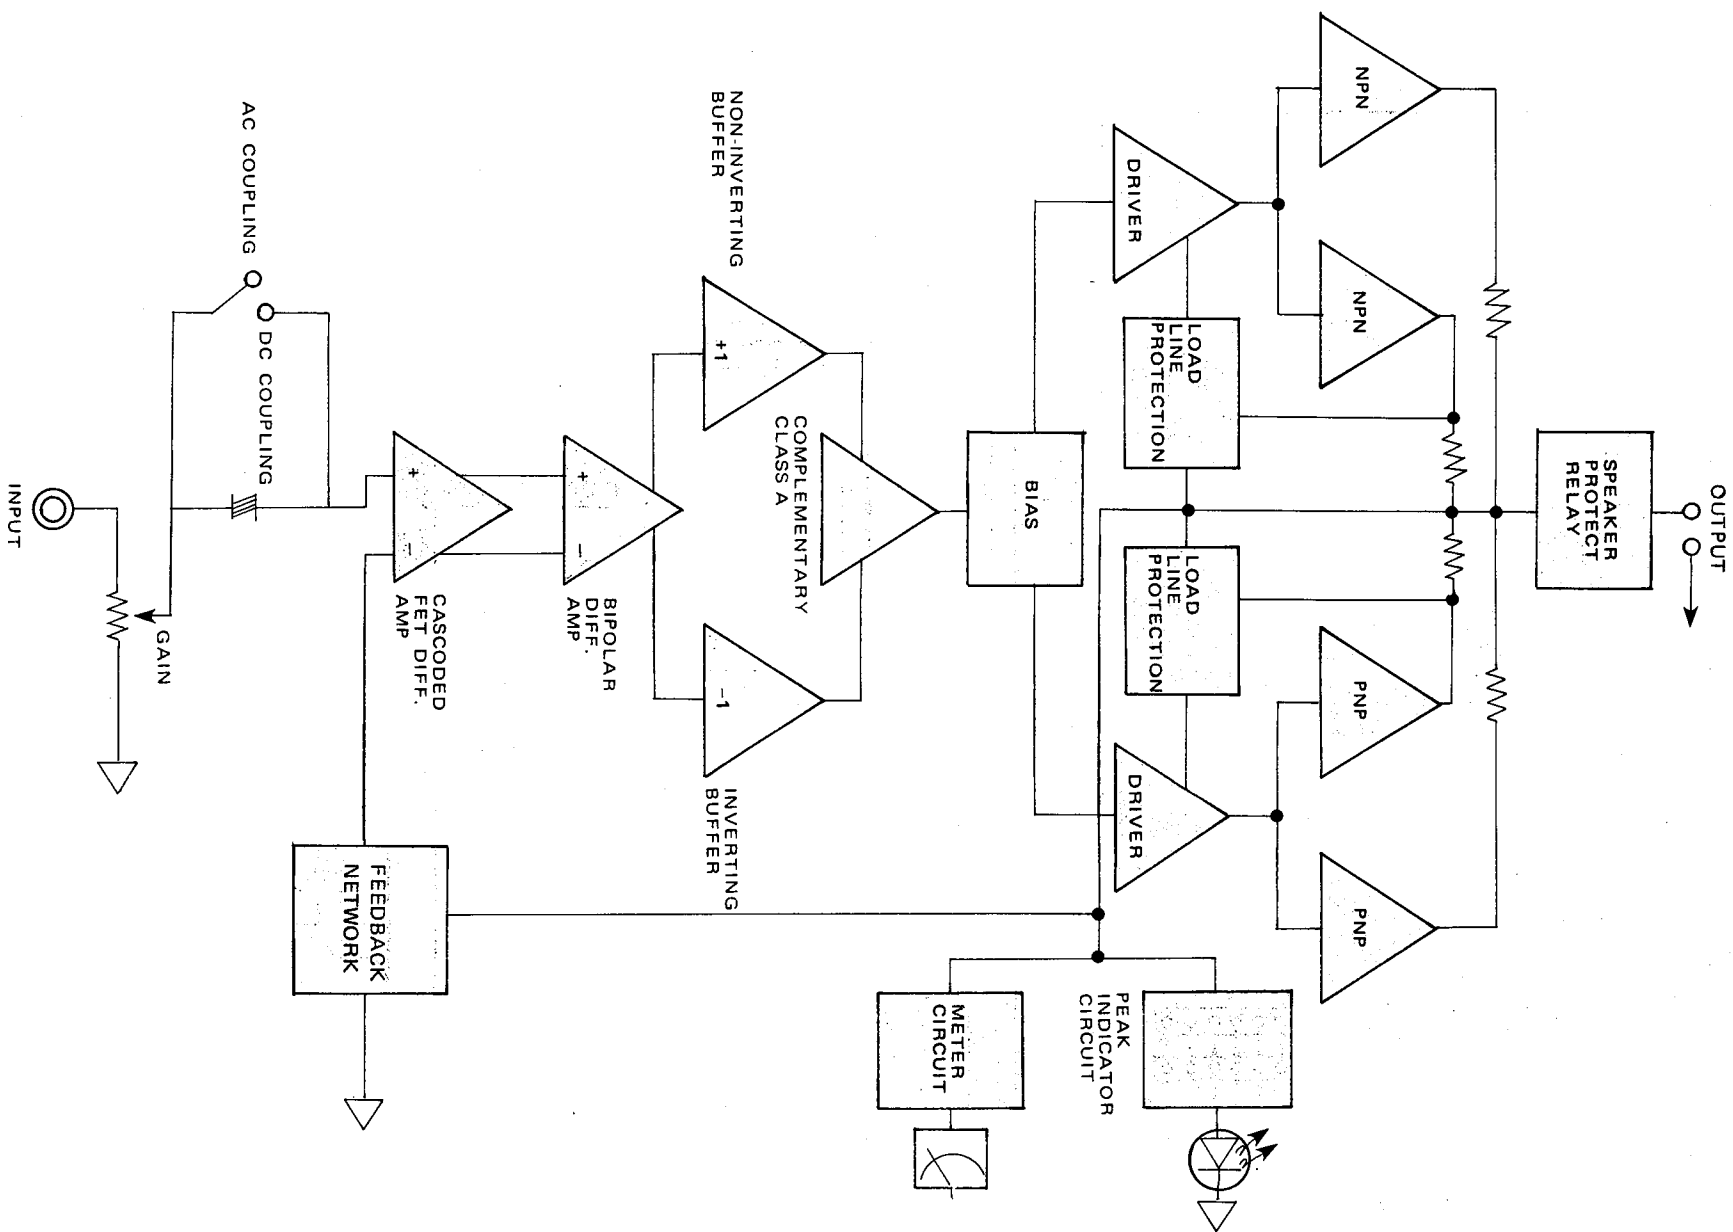 INPUT
GAIN
AC COUPLING
DC COUPLING
+
−
CASCODED
FET DIFF.
AMP
+
−
BIPOLAR
DIFF.
AMP
NON-INVERTING
BUFFER
+1
−1
INVERTING
BUFFER
COMPLEMENTARY
CLASS A
BIAS
DRIVER
DRIVER
LOAD
LINE
PROTECTION
LOAD
LINE
PROTECTION
NPN
NPN
PNP
PNP
SPEAKER
PROTECT
RELAY
OUTPUT
FEEDBACK
NETWORK
METER
CIRCUIT
PEAK
INDICATOR
CIRCUIT